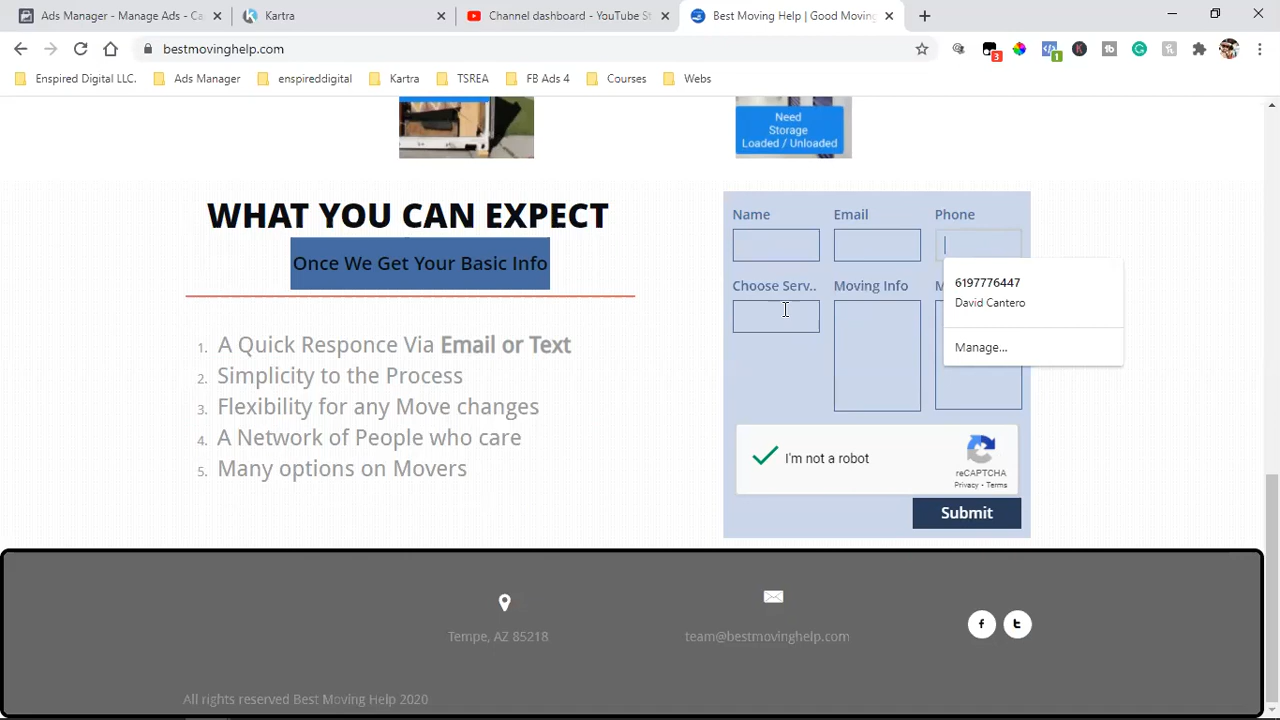 Ads Manager - Manage Ads - Ca
Kartra
Channel dashboard - YouTube St
Best Moving Help | Good Moving
bestmovinghelp.com
3
1
Enspired Digital LLC.
Ads Manager
enspireddigital
Kartra
TSREA
FB Ads 4
Courses
Webs
Need
Storage
Loaded / Unloaded
WHAT YOU CAN EXPECT
Once We Get Your Basic Info
1. A Quick Responce Via Email or Text
2. Simplicity to the Process
3. Flexibility for any Move changes
4. A Network of People who care
5. Many options on Movers
Name
Email
Phone
6197776447
David Cantero
Manage...
Choose Serv..
Moving Info
M
I'm not a robot
reCAPTCHA
Privacy - Terms
Submit
Tempe, AZ 85218
team@bestmovinghelp.com
All rights reserved Best Moving Help 2020